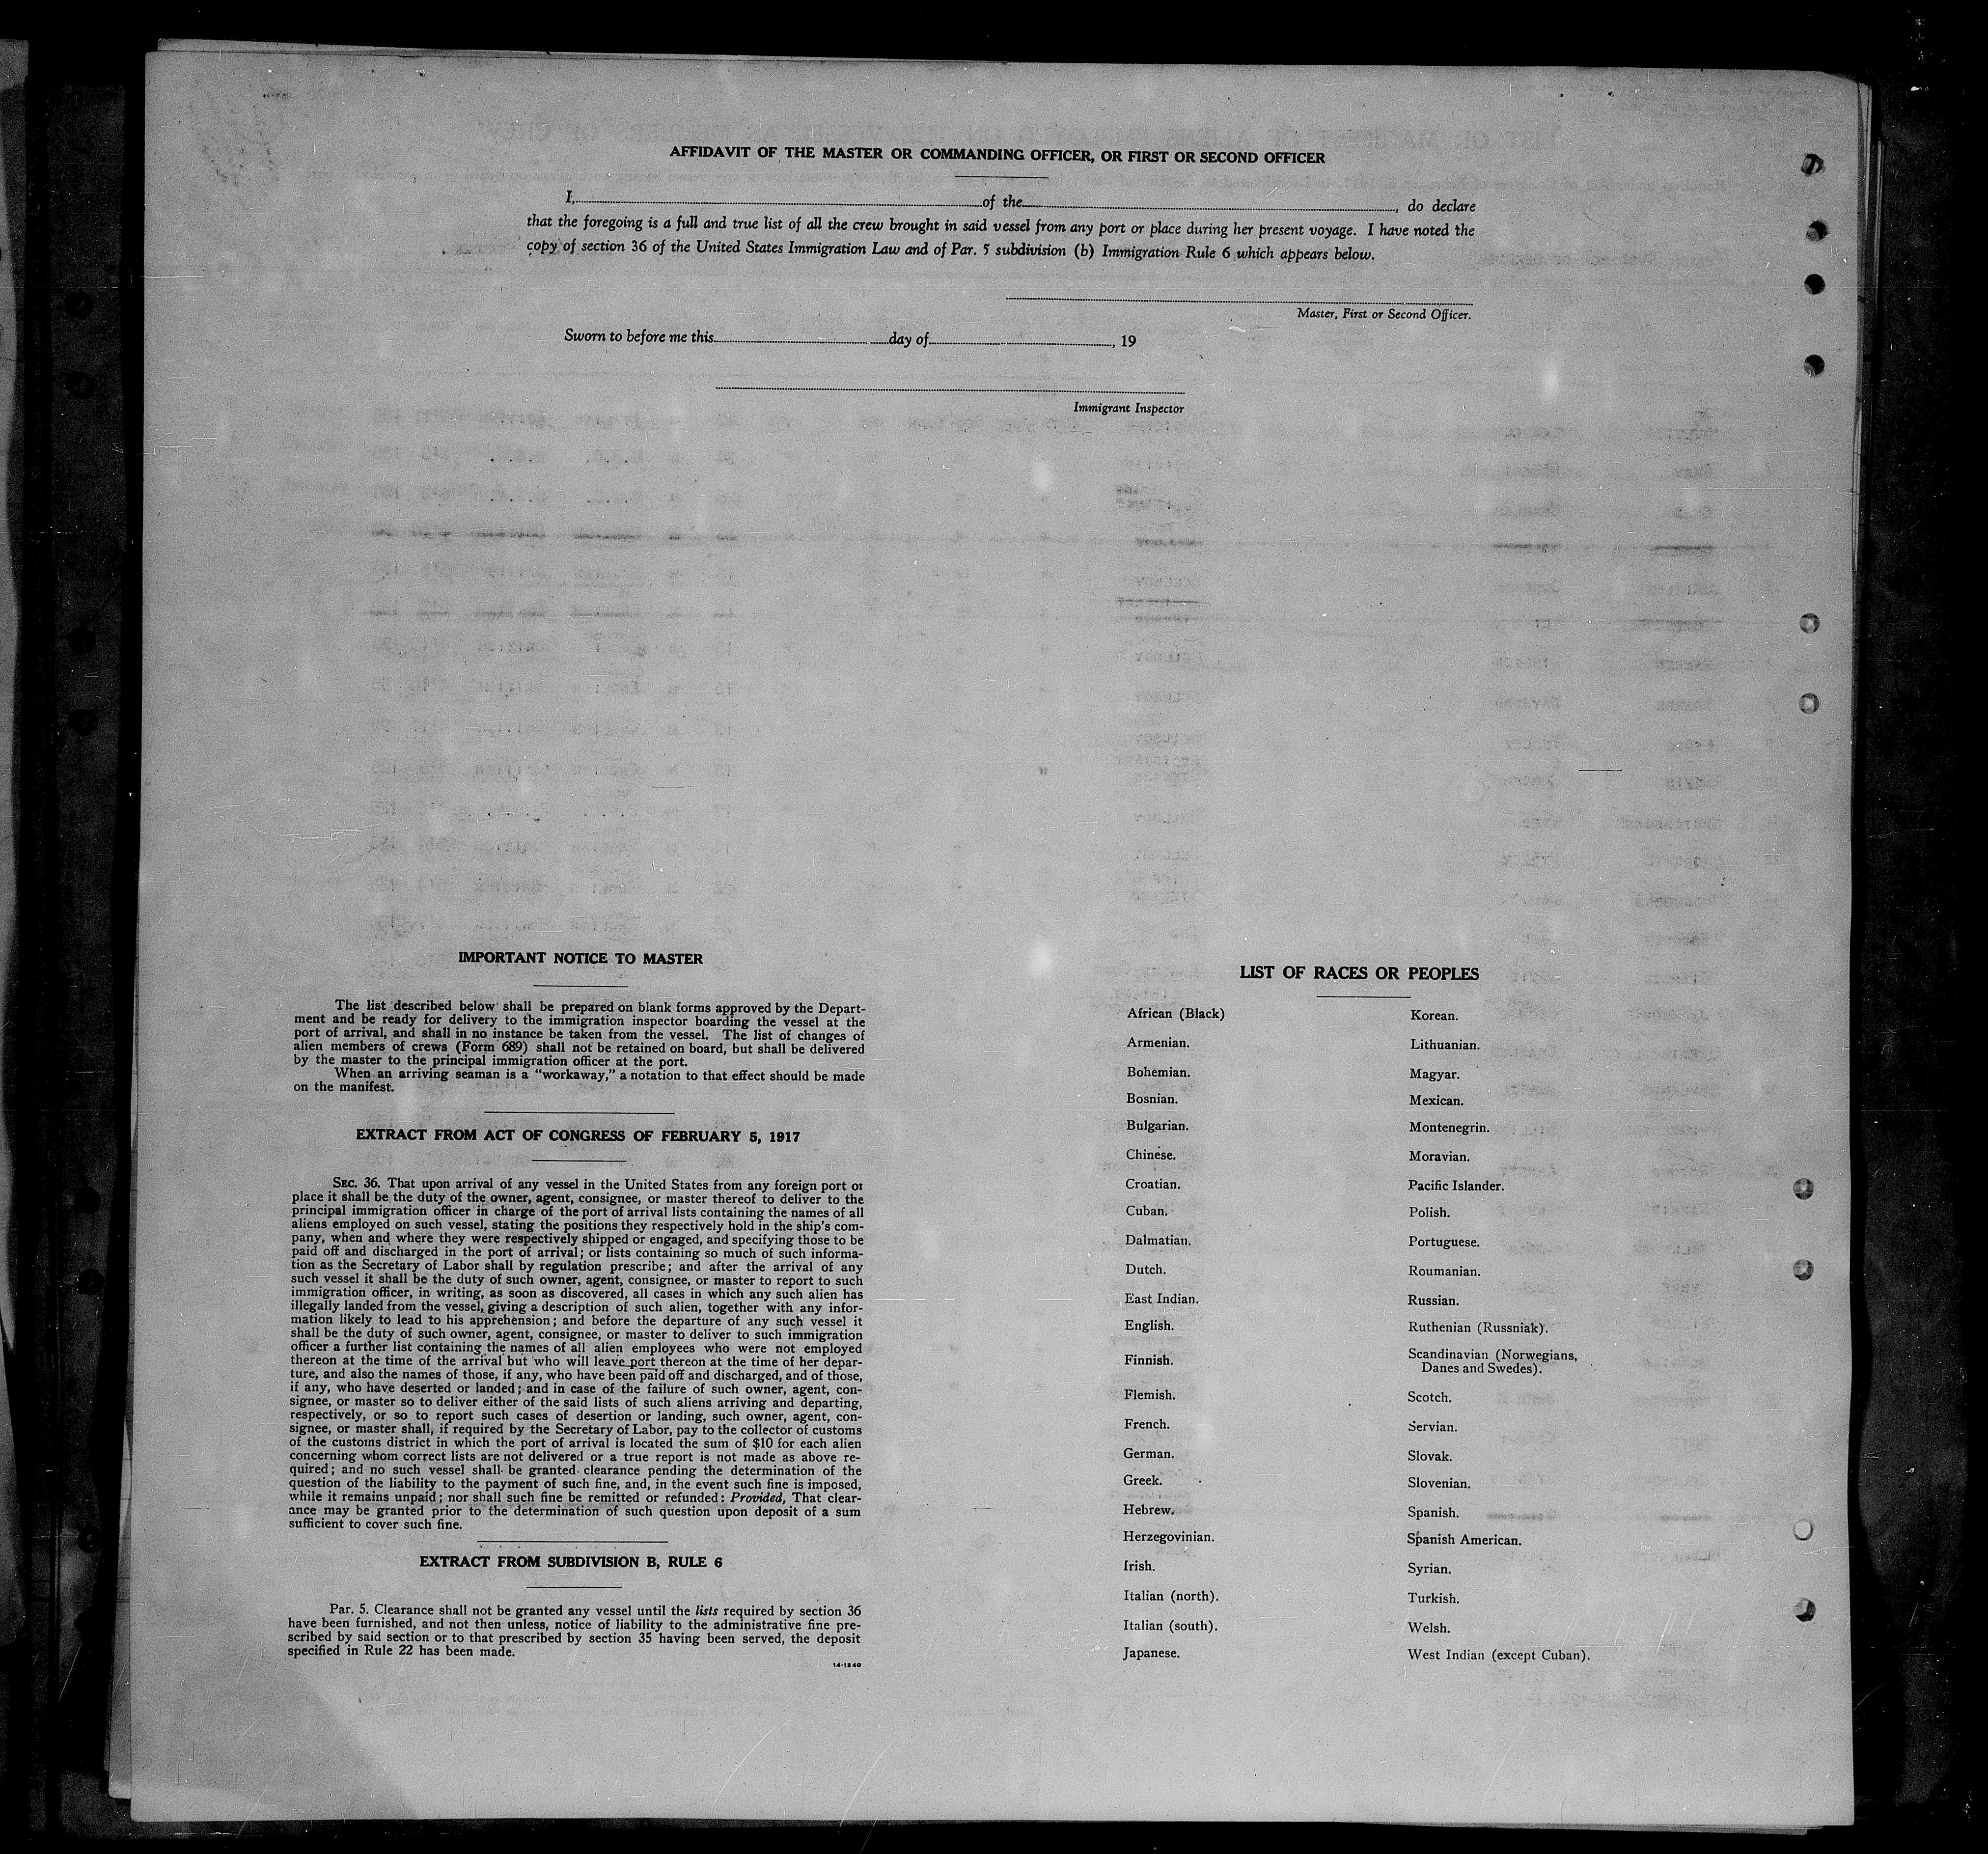 AFFIDAVIT OF THE MASTER OR COMMANDING OFFICER, OR FIRST OR SECOND OFFICER
I, of the , do declare
that the foregoing is a full and true list of all the crew brought in said vessel from any port or place during her present voyage. I have noted the
copy of section 36 of the United States Immigration Law and of Par. 5 subdivision (b) Immigration Rule 6 which appears below.
Master, First or Second Officer.
Sworn to before me this day of , 19
Immigrant Inspector
IMPORTANT NOTICE TO MASTER
The list described below shall be prepared on blank forms approved by the Depart-
ment and be ready for delivery to the immigration inspector boarding the vessel at the
port of arrival, and shall in no instance be taken from the vessel. The list of changes of
alien members of crews (Form 689) shall not be retained on board, but shall be delivered
by the master to the principal immigration officer at the port.
When an arriving seaman is a "workaway," a notation to that effect should be made
on the manifest.
EXTRACT FROM ACT OF CONGRESS OF FEBRUARY 5, 1917
SEC. 36. That upon arrival of any vessel in the United States from any foreign port or
place it shall be the duty of the owner, agent, consignee, or master thereof to deliver to the
principal immigration officer in charge of the port of arrival lists containing the names of all
aliens employed on such vessel, stating the positions they respectively hold in the ship's com-
pany, when and where they were respectively shipped or engaged, and specifying those to be
paid off and discharged in the port of arrival; or lists containing so much of such informa-
tion as the Secretary of Labor shall by regulation prescribe; and after the arrival of any
such vessel it shall be the duty of such owner, agent, consignee, or master to report to such
immigration officer, in writing, as soon as discovered, all cases in which any such alien has
illegally landed from the vessel, giving a description of such alien, together with any infor-
mation likely to lead to his apprehension; and before the departure of any such vessel it
shall be the duty of such owner, agent, consignee, or master to deliver to such immigration
officer a further list containing the names of all alien employees who were not employed
thereon at the time of the arrival but who will leave port thereon at the time of her depar-
ture, and also the names of those, if any, who have been paid off and discharged, and of those,
if any, who have deserted or landed; and in case of the failure of such owner, agent, con-
signee, or master so to deliver either of the said lists of such aliens arriving and departing,
respectively, or so to report such cases of desertion or landing, such owner, agent, con-
signee, or master shall, if required by the Secretary of Labor, pay to the collector of customs
of the customs district in which the port of arrival is located the sum of $10 for each alien
concerning whom correct lists are not delivered or a true report is not made as above re-
quired; and no such vessel shall be granted clearance pending the determination of the
question of the liability to the payment of such fine, and, in the event such fine is imposed,
while it remains unpaid; nor shall such fine be remitted or refunded: Provided, That clear-
ance may be granted prior to the determination of such question upon deposit of a sum
sufficient to cover such fine.
EXTRACT FROM SUBDIVISION B, RULE 6
Par. 5. Clearance shall not be granted any vessel until the lists required by section 36
have been furnished, and not then unless, notice of liability to the administrative fine pre-
scribed by said section or to that prescribed by section 35 having been served, the deposit
specified in Rule 22 has been made.
14-1240
LIST OF RACES OR PEOPLES
African (Black)
Armenian.
Bohemian.
Bosnian.
Bulgarian.
Chinese.
Croatian.
Cuban.
Dalmatian.
Dutch.
East Indian.
English.
Finnish.
Flemish.
French.
German.
Greek.
Hebrew.
Herzegovinian.
Irish.
Italian (north).
Italian (south).
Japanese.
Korean.
Lithuanian.
Magyar.
Mexican.
Montenegrin.
Moravian.
Pacific Islander.
Polish.
Portuguese.
Roumanian.
Russian.
Ruthenian (Russniak).
Scandinavian (Norwegians,
Danes and Swedes).
Scotch.
Servian.
Slovak.
Slovenian.
Spanish.
Spanish American.
Syrian.
Turkish.
Welsh.
West Indian (except Cuban).